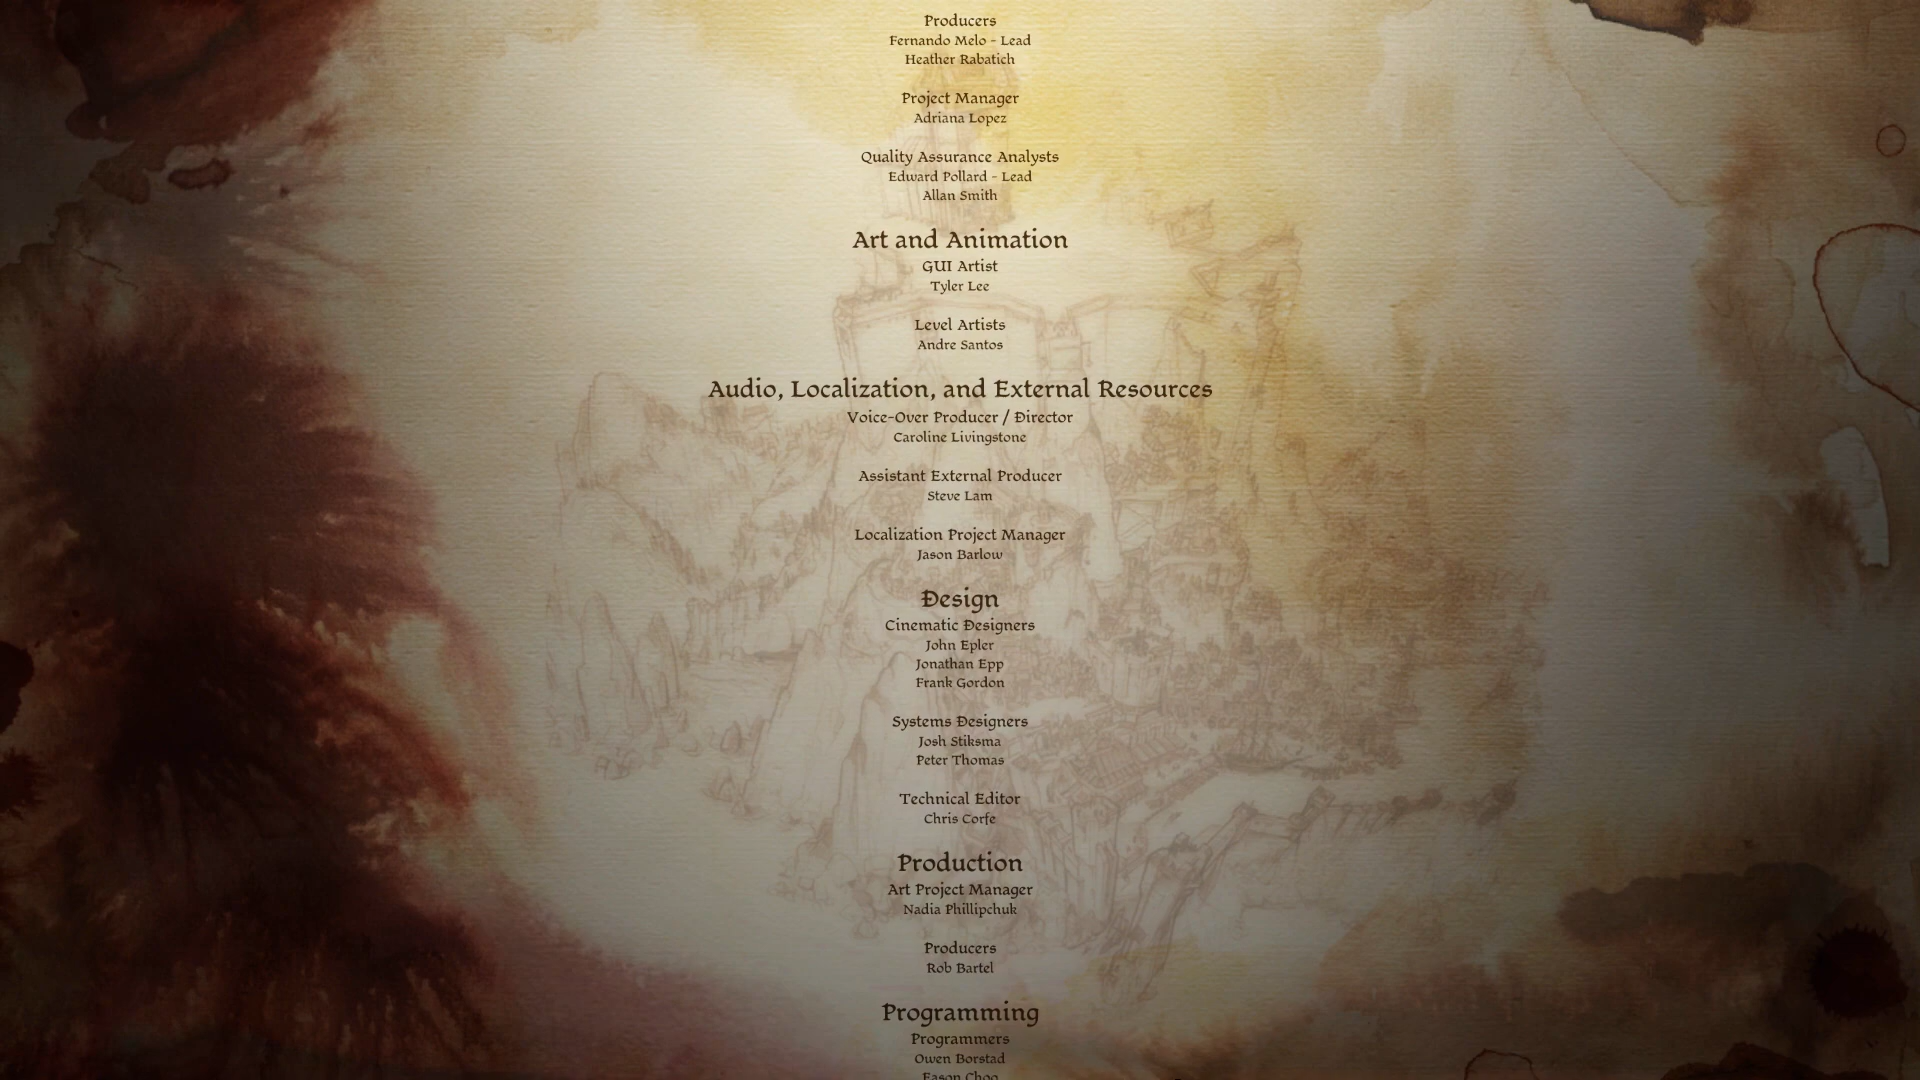 Producers
Fernando Melo - Lead
Heather Rabatich
Project Manager
Adriana Lopez
Quality Assurance Analysts
Edward Pollard - Lead
Allan Smith
Art and Animation
GUI Artist
Tyler Lee
Level Artists
Andre Santos
Audio, Localization, and External Resources
Voice-Over Producer / Director
Caroline Livingstone
Assistant External Producer
Steve Lam
Localization Project Manager
Jason Barlow
Design
Cinematic Designers
John Epler
Jonathan Epp
Frank Gordon
Systems Designers
Josh Stiksma
Peter Thomas
Technical Editor
Chris Corfe
Production
Art Project Manager
Nadia Phillipchuk
Producers
Rob Bartel
Programming
Programmers
Owen Borstad
Eason Choo